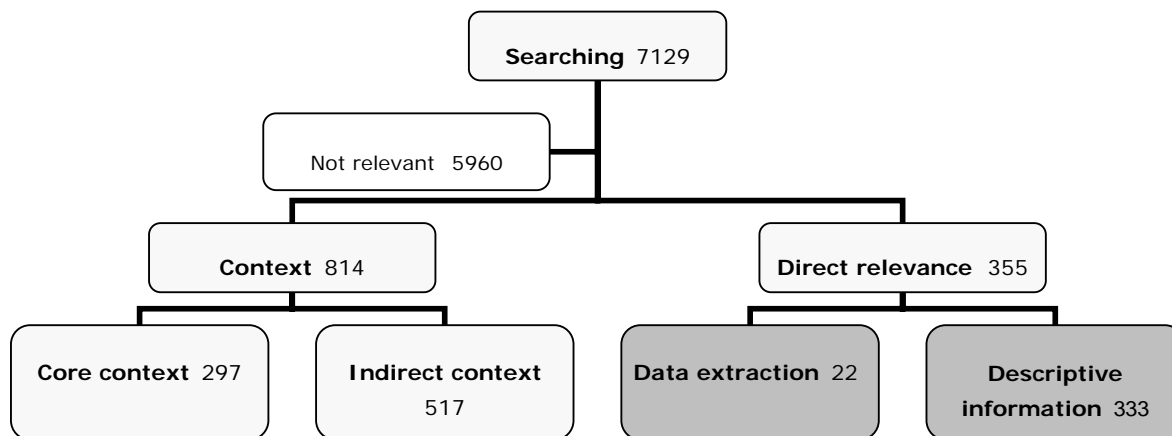 Searching 7129
Not relevant 5960
Context 814
Direct relevance 355
Core context 297
Indirect context
517
Data extraction 22
Descriptive
information 333